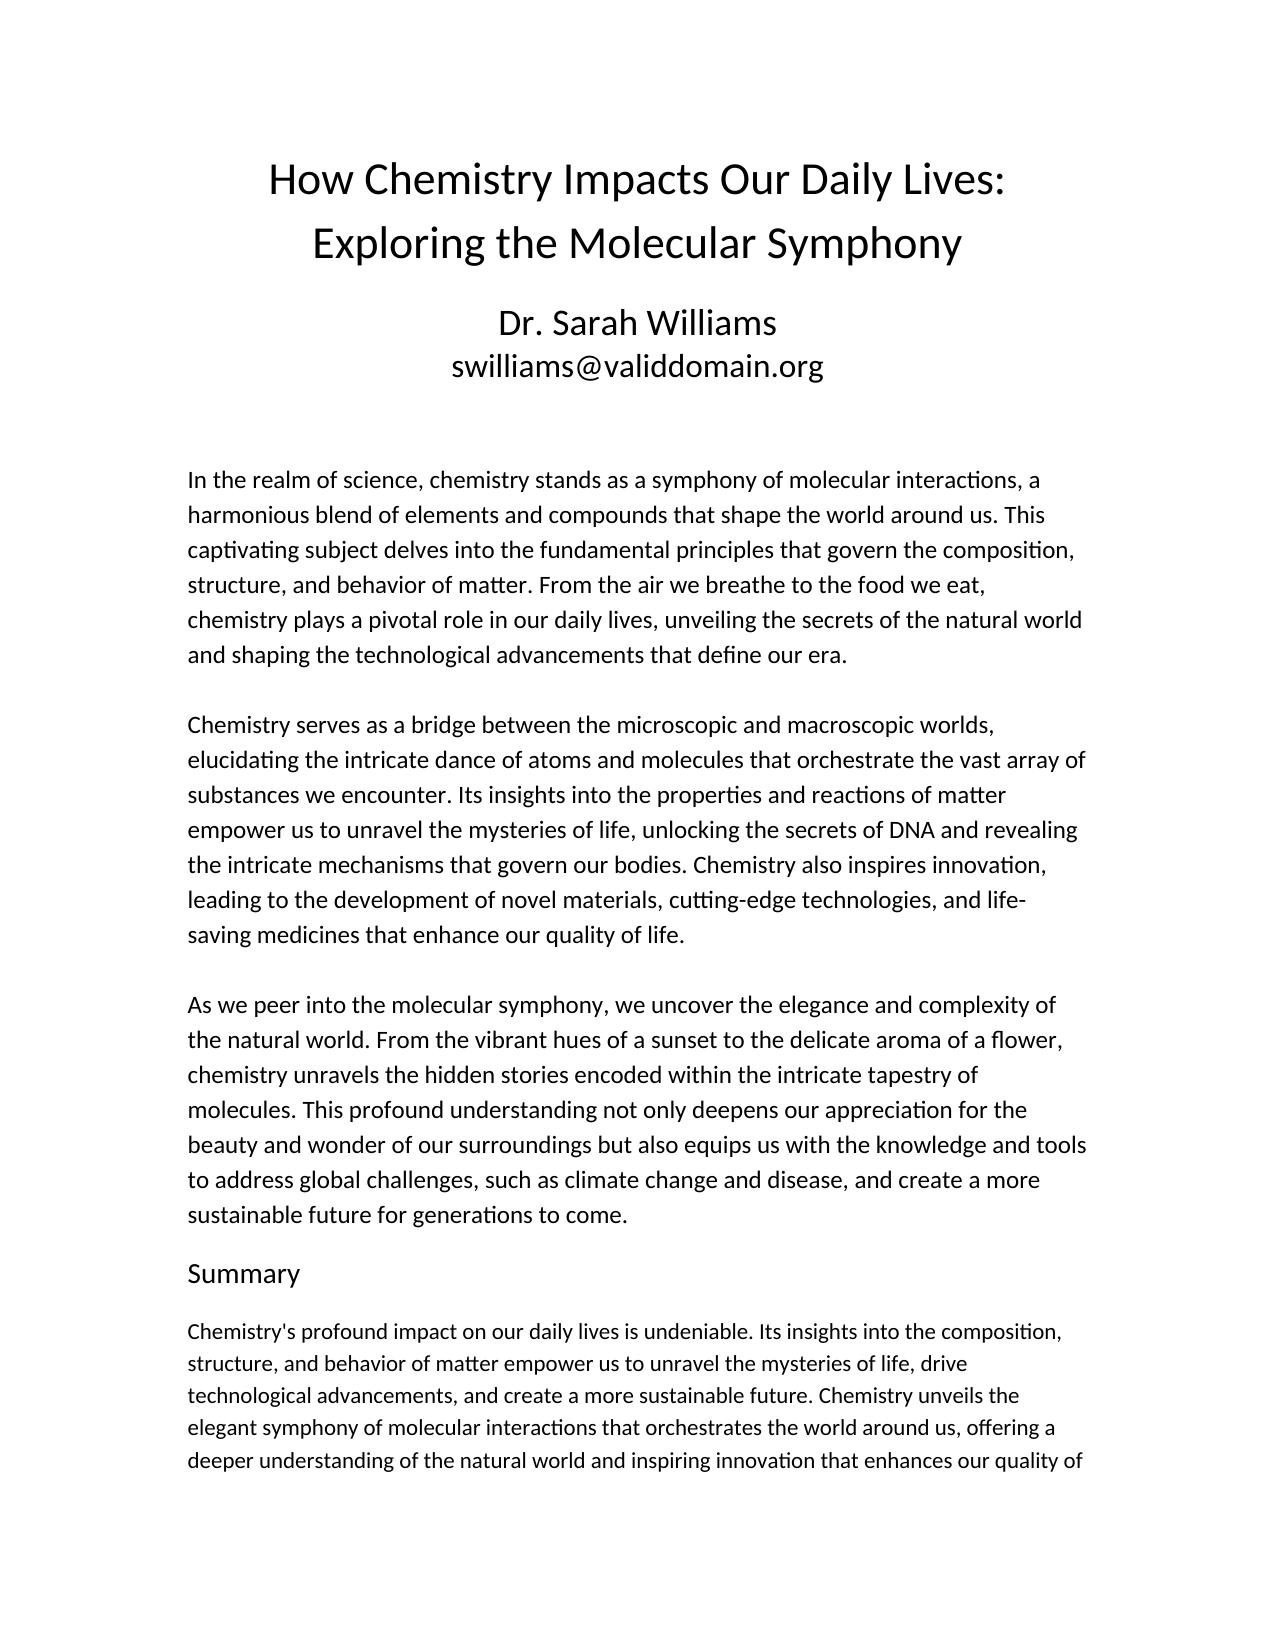 How Chemistry Impacts Our Daily Lives:
Exploring the Molecular Symphony
Dr. Sarah Williams
swilliams@validdomain.org
In the realm of science, chemistry stands as a symphony of molecular interactions, a
harmonious blend of elements and compounds that shape the world around us. This
captivating subject delves into the fundamental principles that govern the composition,
structure, and behavior of matter. From the air we breathe to the food we eat,
chemistry plays a pivotal role in our daily lives, unveiling the secrets of the natural world
and shaping the technological advancements that define our era.
Chemistry serves as a bridge between the microscopic and macroscopic worlds,
elucidating the intricate dance of atoms and molecules that orchestrate the vast array of
substances we encounter. Its insights into the properties and reactions of matter
empower us to unravel the mysteries of life, unlocking the secrets of DNA and revealing
the intricate mechanisms that govern our bodies. Chemistry also inspires innovation,
leading to the development of novel materials, cutting-edge technologies, and life-
saving medicines that enhance our quality of life.
As we peer into the molecular symphony, we uncover the elegance and complexity of
the natural world. From the vibrant hues of a sunset to the delicate aroma of a flower,
chemistry unravels the hidden stories encoded within the intricate tapestry of
molecules. This profound understanding not only deepens our appreciation for the
beauty and wonder of our surroundings but also equips us with the knowledge and tools
to address global challenges, such as climate change and disease, and create a more
sustainable future for generations to come.
Summary
Chemistry's profound impact on our daily lives is undeniable. Its insights into the composition,
structure, and behavior of matter empower us to unravel the mysteries of life, drive
technological advancements, and create a more sustainable future. Chemistry unveils the
elegant symphony of molecular interactions that orchestrates the world around us, offering a
deeper understanding of the natural world and inspiring innovation that enhances our quality of